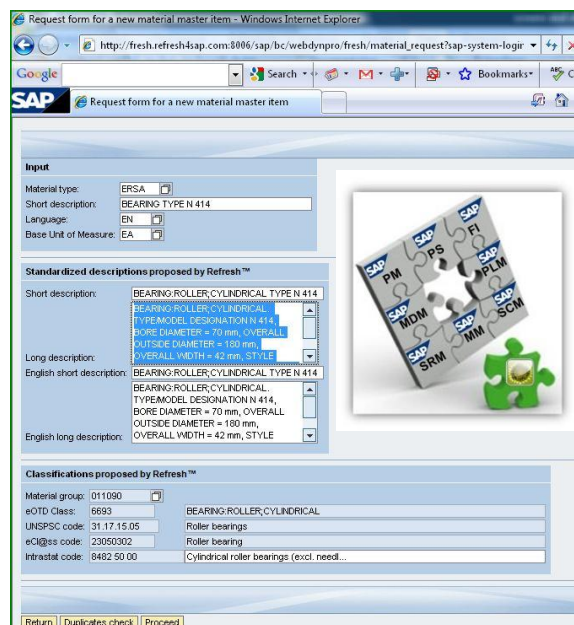 Request form for a new material master item - Windows Internet Explorer
http://fresh.refresh4sap.com:8006/sap/bc/webdynpro/fresh/material_request?sap-system-login
Google Search Bookmarks
SAP Request form for a new material master item
Input
Material type: ERSA
Short description: BEARING TYPE N 414
Language: EN
Base Unit of Measure: EA
Standardized descriptions proposed by Refresh™
Short description: BEARING:ROLLER;CYLINDRICAL TYPE N 414
BEARING:ROLLER;CYLINDRICAL.
TYPE/MODEL DESIGNATION N 414,
BORE DIAMETER = 70 mm, OVERALL
OUTSIDE DIAMETER = 180 mm,
Long description: OVERALL WIDTH = 42 mm, STYLE
English short description: BEARING:ROLLER;CYLINDRICAL TYPE N 414
BEARING:ROLLER;CYLINDRICAL.
TYPE/MODEL DESIGNATION N 414,
BORE DIAMETER = 70 mm, OVERALL
OUTSIDE DIAMETER = 180 mm,
English long description: OVERALL WIDTH = 42 mm, STYLE
SAP PM
SAP PS
SAP FI
SAP PLM
SAP MDM
SAP SCM
SAP SRM
SAP MM
Classifications proposed by Refresh™
Material group: 011090
eOTD Class: 6693 BEARING:ROLLER;CYLINDRICAL
UNSPSC code: 31.17.15.05 Roller bearings
eCl@ss code: 23050302 Roller bearing
Intrastat code: 8482 50 00 Cylindrical roller bearings (excl. needl...
Return Duplicates check Proceed